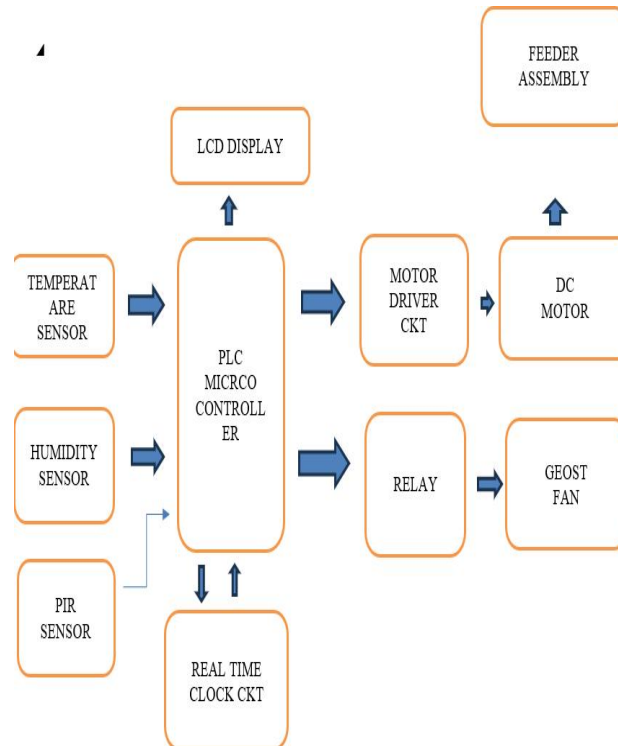 FEEDER
ASSEMBLY
LCD DISPLAY
TEMPERAT
ARE
SENSOR
PLC
MICRCO
CONTROLL
ER
MOTOR
DRIVER
CKT
DC
MOTOR
HUMIDITY
SENSOR
RELAY
GEOST
FAN
PIR
SENSOR
REAL TIME
CLOCK CKT